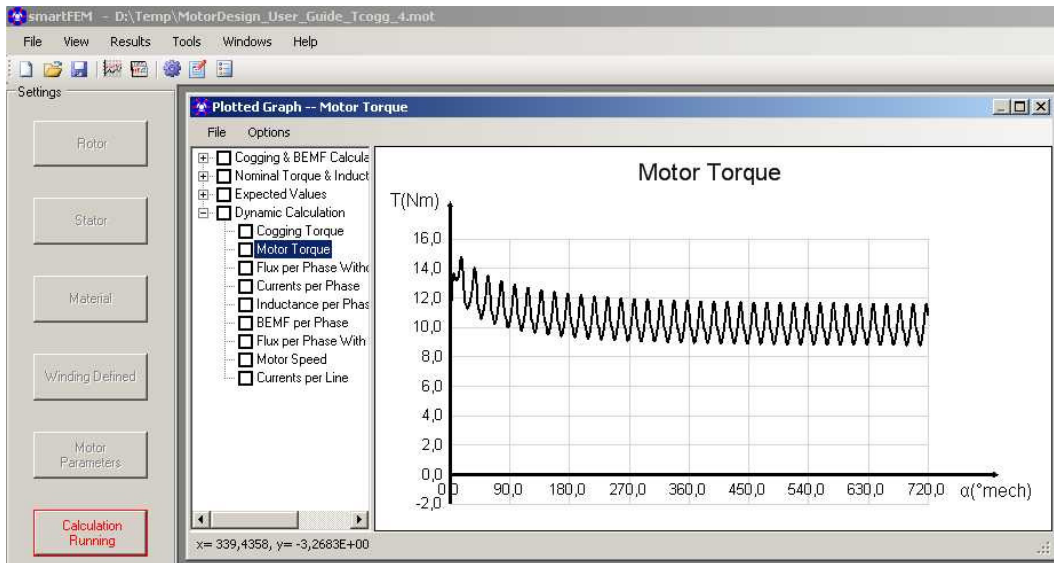 smartFEM - D:\Temp\MotorDesign_User_Guide_Tcogg_4.mot
File View Results Tools Windows Help
Settings
Rotor
Stator
Material
Winding Defined
Motor
Parameters
Calculation
Running
Plotted Graph -- Motor Torque
File Options
Cogging & BEMF Calcula
Nominal Torque & Induct
Expected Values
Dynamic Calculation
Cogging Torque
Motor Torque
Flux per Phase Witho
Currents per Phase
Inductance per Phas
BEMF per Phase
Flux per Phase With
Motor Speed
Currents per Line
Motor Torque
T(Nm)
16,0
14,0
12,0
10,0
8,0
6,0
4,0
2,0
0,0
-2,0
0,0 90,0 180,0 270,0 360,0 450,0 540,0 630,0 720,0 α(°mech)
x= 339,4358, y= -3,2683E+00